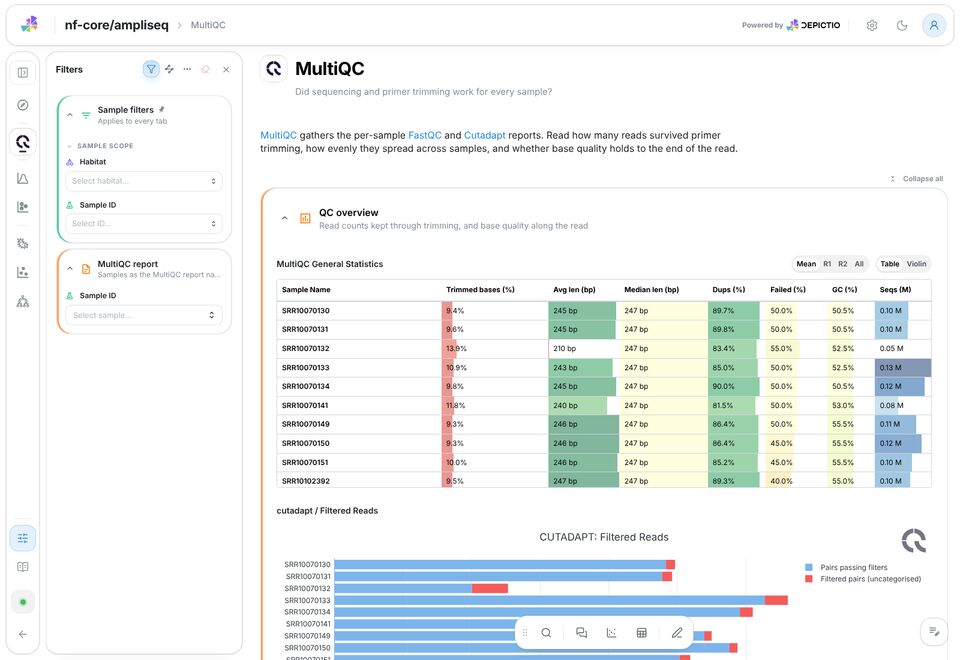 nf-core/ampliseq
MultiQC
Powered by DEPICTIO
Filters
Sample filters
Applies to every tab
SAMPLE SCOPE
Habitat
Select habitat...
Sample ID
Select ID...
MultiQC report
Samples as the MultiQC report na...
Sample ID
Select sample...
MultiQC
Did sequencing and primer trimming work for every sample?
MultiQC gathers the per-sample FastQC and Cutadapt reports. Read how many reads survived primer
trimming, how evenly they spread across samples, and whether base quality holds to the end of the read.
Collapse all
QC overview
Read counts kept through trimming, and base quality along the read
MultiQC General Statistics
Mean R1 R2 All Table Violin
Sample Name Trimmed bases (%) Avg len (bp) Median len (bp) Dups (%) Failed (%) GC (%) Seqs (M)
SRR10070130 9.4% 245 bp 247 bp 89.7% 50.0% 50.5% 0.10 M
SRR10070131 9.6% 245 bp 247 bp 89.8% 50.0% 50.5% 0.10 M
SRR10070132 13.9% 210 bp 247 bp 83.4% 55.0% 52.5% 0.05 M
SRR10070133 10.9% 243 bp 247 bp 85.0% 50.0% 52.5% 0.13 M
SRR10070134 9.8% 245 bp 247 bp 90.0% 50.0% 50.5% 0.12 M
SRR10070141 11.8% 240 bp 247 bp 81.5% 50.0% 53.0% 0.08 M
SRR10070149 9.3% 246 bp 247 bp 86.4% 50.0% 55.5% 0.11 M
SRR10070150 9.3% 246 bp 247 bp 86.4% 45.0% 55.5% 0.12 M
SRR10070151 10.0% 246 bp 247 bp 85.2% 45.0% 55.5% 0.10 M
SRR10102392 9.5% 247 bp 247 bp 89.3% 40.0% 55.0% 0.10 M
cutadapt / Filtered Reads
CUTADAPT: Filtered Reads
SRR10070130
SRR10070131
SRR10070132
SRR10070133
SRR10070134
SRR10070141
SRR10070149
SRR10070150
SRR10070151
Pairs passing filters
Filtered pairs (uncategorised)